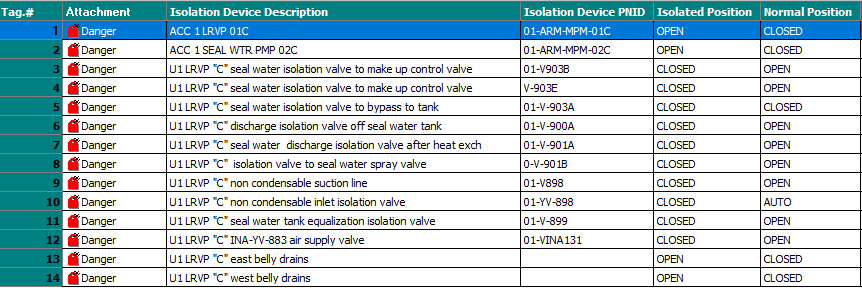 Tag.# Attachment Isolation Device Description Isolation Device PNID Isolated Position Normal Position
1 Danger ACC 1 LRVP 01C 01-ARM-MPM-01C OPEN CLOSED
2 Danger ACC 1 SEAL WTR PMP 02C 01-ARM-MPM-02C OPEN CLOSED
3 Danger U1 LRVP "C" seal water isolation valve to make up control valve 01-V903B CLOSED OPEN
4 Danger U1 LRVP "C" seal water isolation valve to make up control valve V-903E CLOSED OPEN
5 Danger U1 LRVP "C" seal water isolation valve to bypass to tank 01-V-903A CLOSED CLOSED
6 Danger U1 LRVP "C" discharge isolation valve off seal water tank 01-V-900A CLOSED OPEN
7 Danger U1 LRVP "C" seal water discharge isolation valve after heat exch 01-V-901A CLOSED OPEN
8 Danger U1 LRVP "C" isolation valve to seal water spray valve 0-V-901B CLOSED OPEN
9 Danger U1 LRVP "C" non condensable suction line 01-V898 CLOSED OPEN
10 Danger U1 LRVP "C" non condensable inlet isolation valve 01-YV-898 CLOSED AUTO
11 Danger U1 LRVP "C" seal water tank equalization isolation valve 01-V-899 CLOSED OPEN
12 Danger U1 LRVP "C" INA-YV-883 air supply valve 01-VINA131 CLOSED OPEN
13 Danger U1 LRVP "C" east belly drains OPEN CLOSED
14 Danger U1 LRVP "C" west belly drains OPEN CLOSED